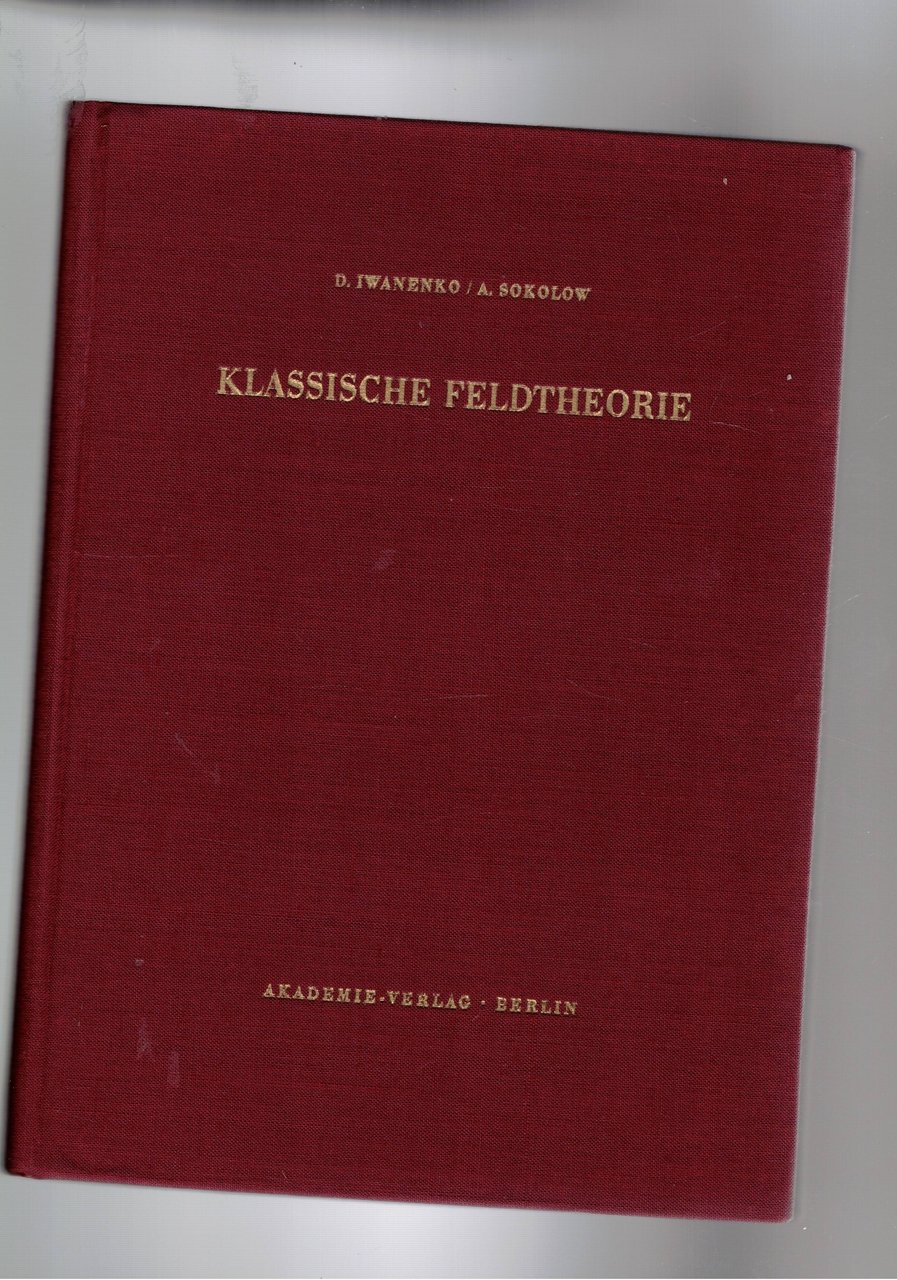 D. IWANENKO / A. SOKOLOW
KLASSISCHE FELDTHEORIE
AKADEMIE-VERLAG · BERLIN